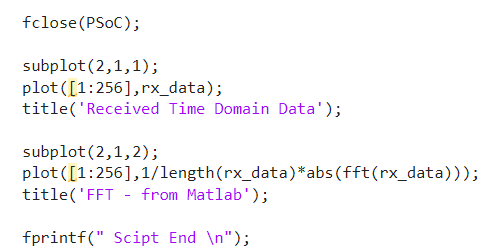 fclose(PSoC);
subplot(2,1,1);
plot([1:256],rx_data);
title('Received Time Domain Data');
subplot(2,1,2);
plot([1:256],1/length(rx_data)*abs(fft(rx_data)));
title('FFT - from Matlab');
fprintf(" Scipt End \n");